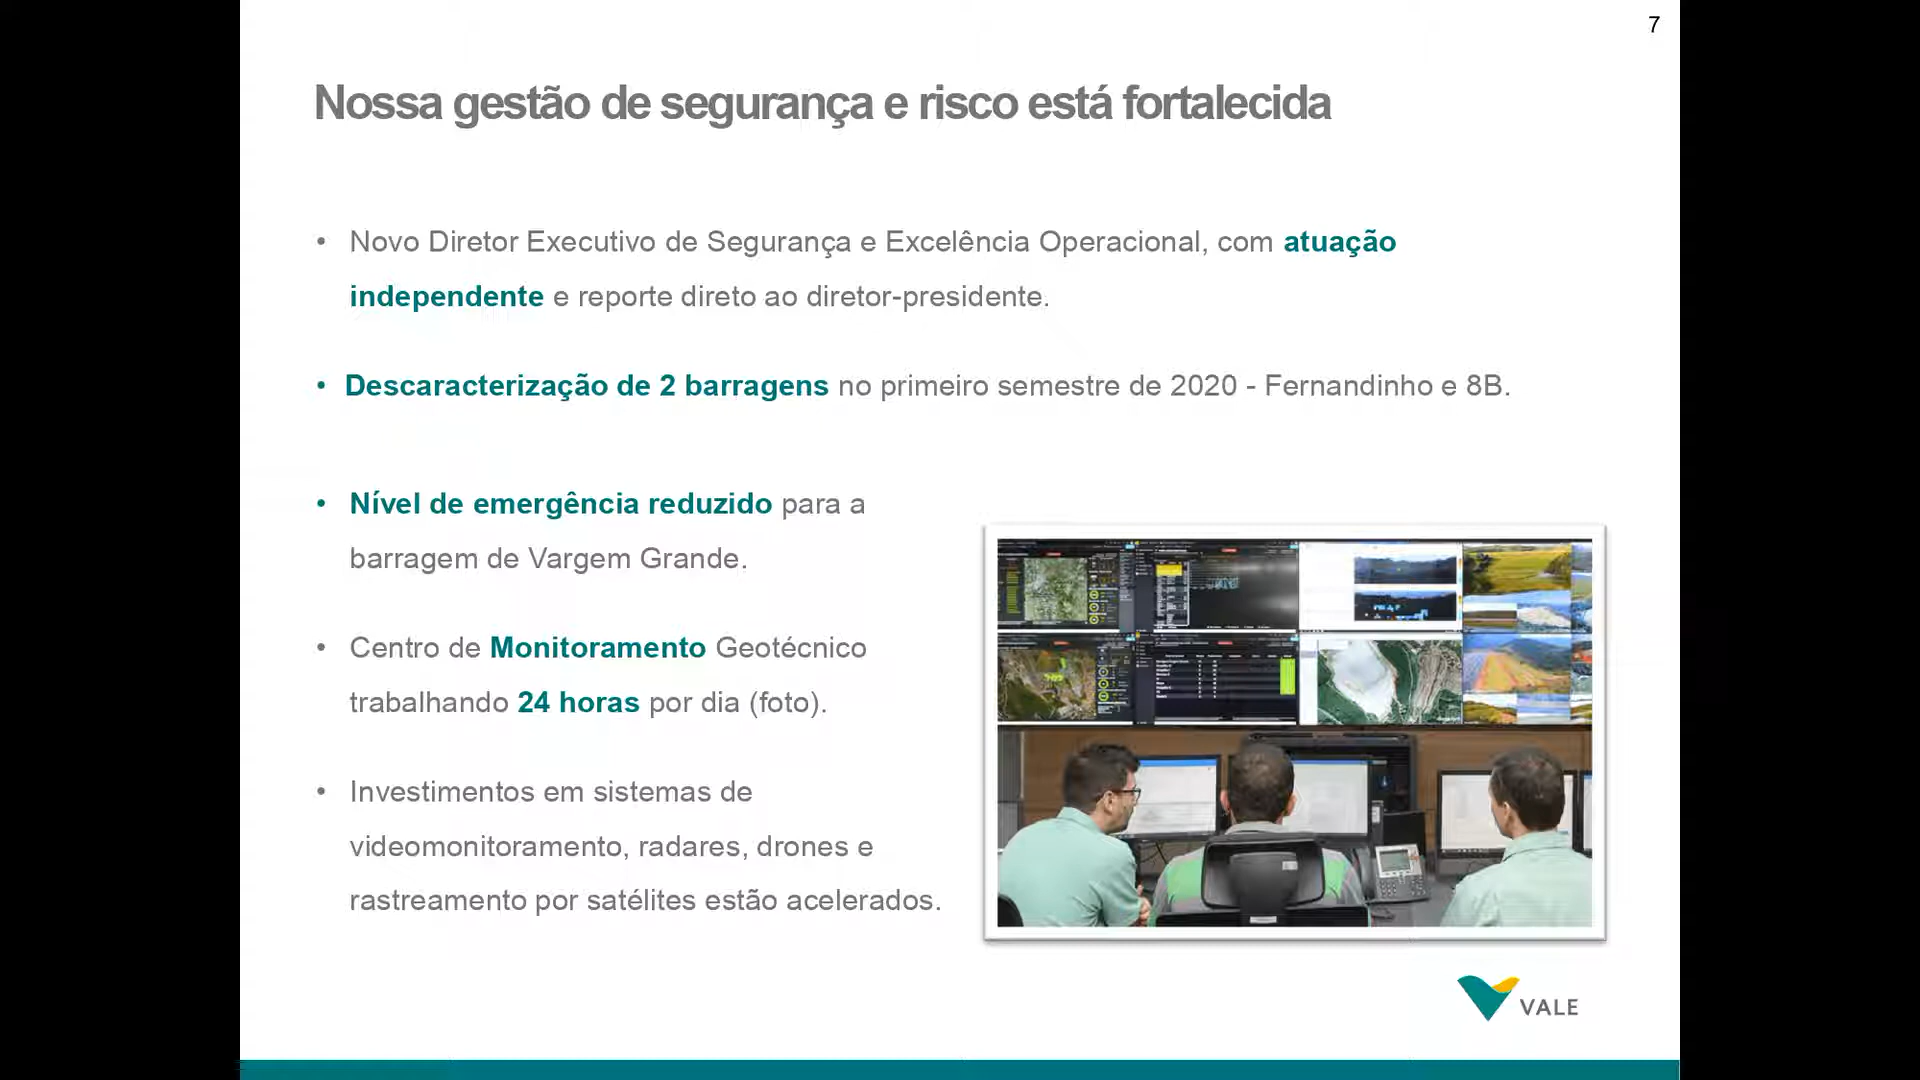 7
Nossa gestão de segurança e risco está fortalecida
• Novo Diretor Executivo de Segurança e Excelência Operacional, com atuação
independente e reporte direto ao diretor-presidente.
• Descaracterização de 2 barragens no primeiro semestre de 2020 - Fernandinho e 8B.
• Nível de emergência reduzido para a
barragem de Vargem Grande.
• Centro de Monitoramento Geotécnico
trabalhando 24 horas por dia (foto).
• Investimentos em sistemas de
videomonitoramento, radares, drones e
rastreamento por satélites estão acelerados.
VALE